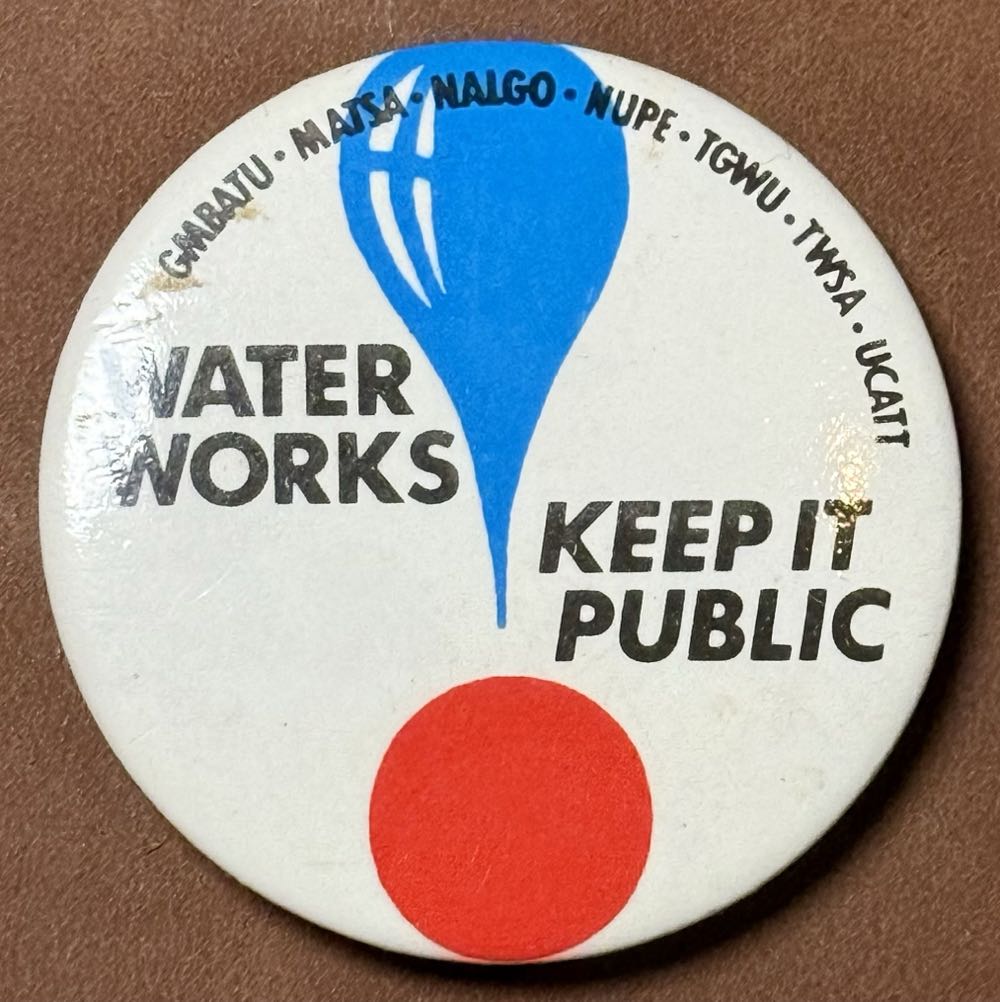 GMBATU · MATSA · NALGO · NUPE · TGWU · TWSA · UCATT
WATER
WORKS
KEEP IT
PUBLIC